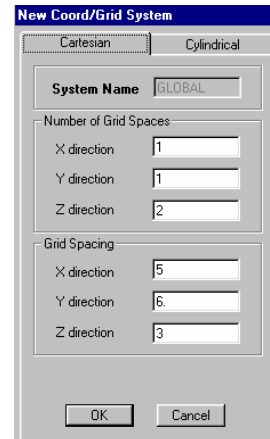 New Coord/Grid System
Cartesian Cylindrical
System Name GLOBAL
Number of Grid Spaces
X direction 1
Y direction 1
Z direction 2
Grid Spacing
X direction 5
Y direction 6.
Z direction 3
OK Cancel